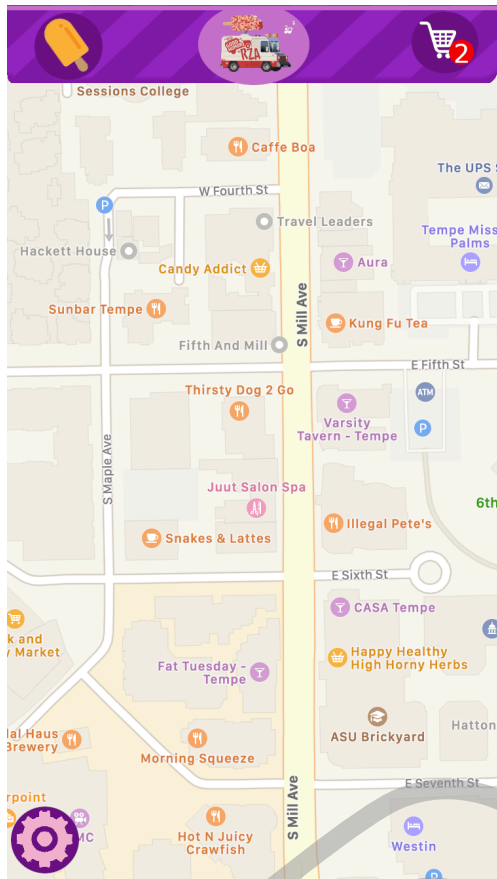 2
Sessions College
Caffe Boa
The UPS S
W Fourth St
P
Travel Leaders
Tempe Miss
Palms
Hackett House
Candy Addict
Aura
Sunbar Tempe
S Mill Ave
Kung Fu Tea
Fifth And Mill
E Fifth St
Thirsty Dog 2 Go
ATM
Varsity
Tavern - Tempe
P
S Maple Ave
Juut Salon Spa
6th
Illegal Pete's
Snakes & Lattes
E Sixth St
CASA Tempe
k and
y Market
Happy Healthy
High Horny Herbs
Fat Tuesday -
Tempe
ASU Brickyard
Hatton
dal Haus
Brewery
Morning Squeeze
E Seventh St
rpoint
S Mill Ave
MC
Hot N Juicy
Crawfish
Westin
P